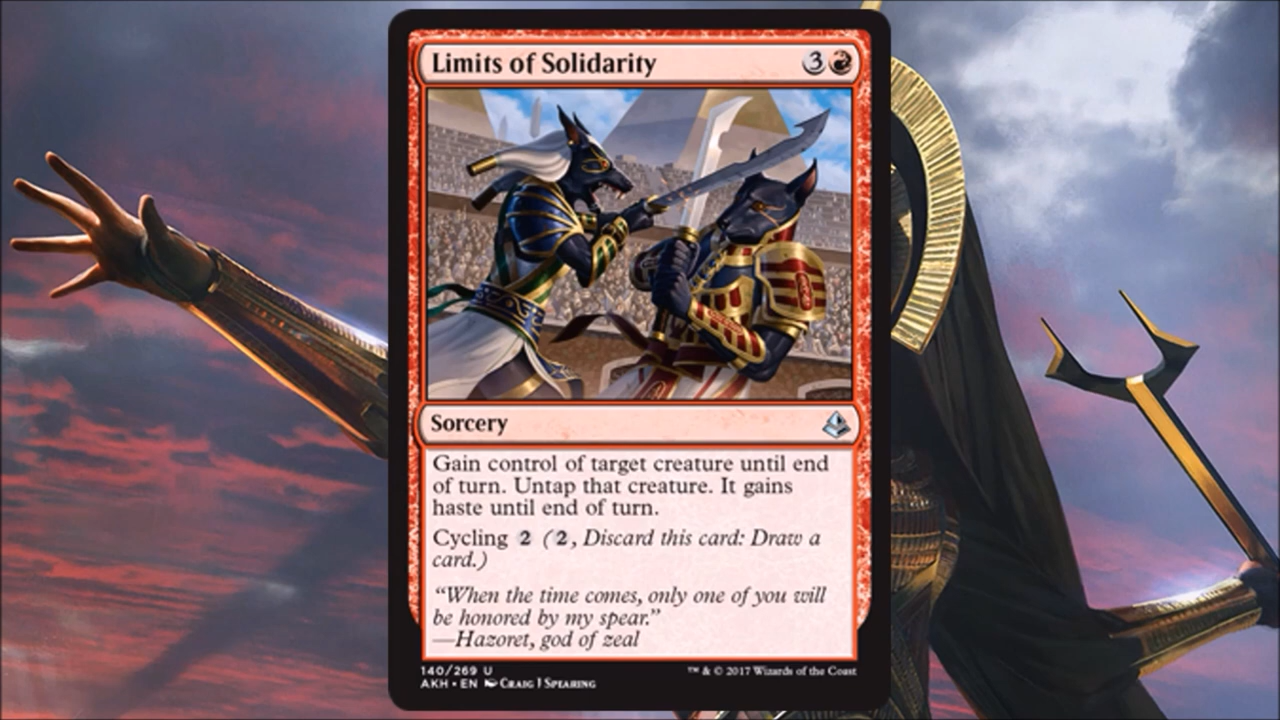 Limits of Solidarity 3
Sorcery
Gain control of target creature until end
of turn. Untap that creature. It gains
haste until end of turn.
Cycling 2 (2, Discard this card: Draw a
card.)
“When the time comes, only one of you will
be honored by my spear.”
—Hazoret, god of zeal
140/269 U
™ & © 2017 Wizards of the Coast
AKH • EN Craig J Spearing